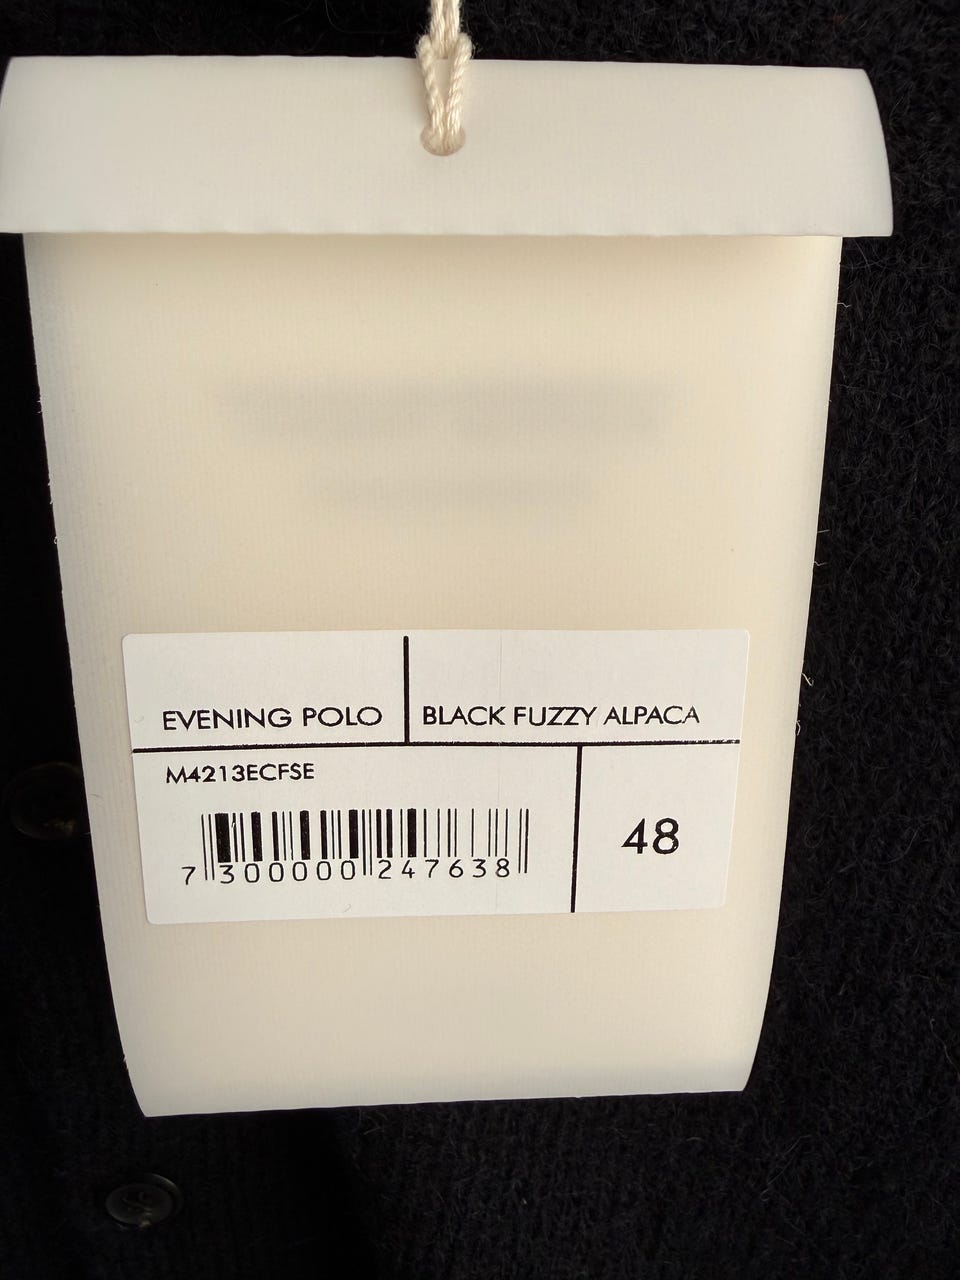 EVENING POLO
BLACK FUZZY ALPACA
M4213ECFSE
48
7 300000 247638